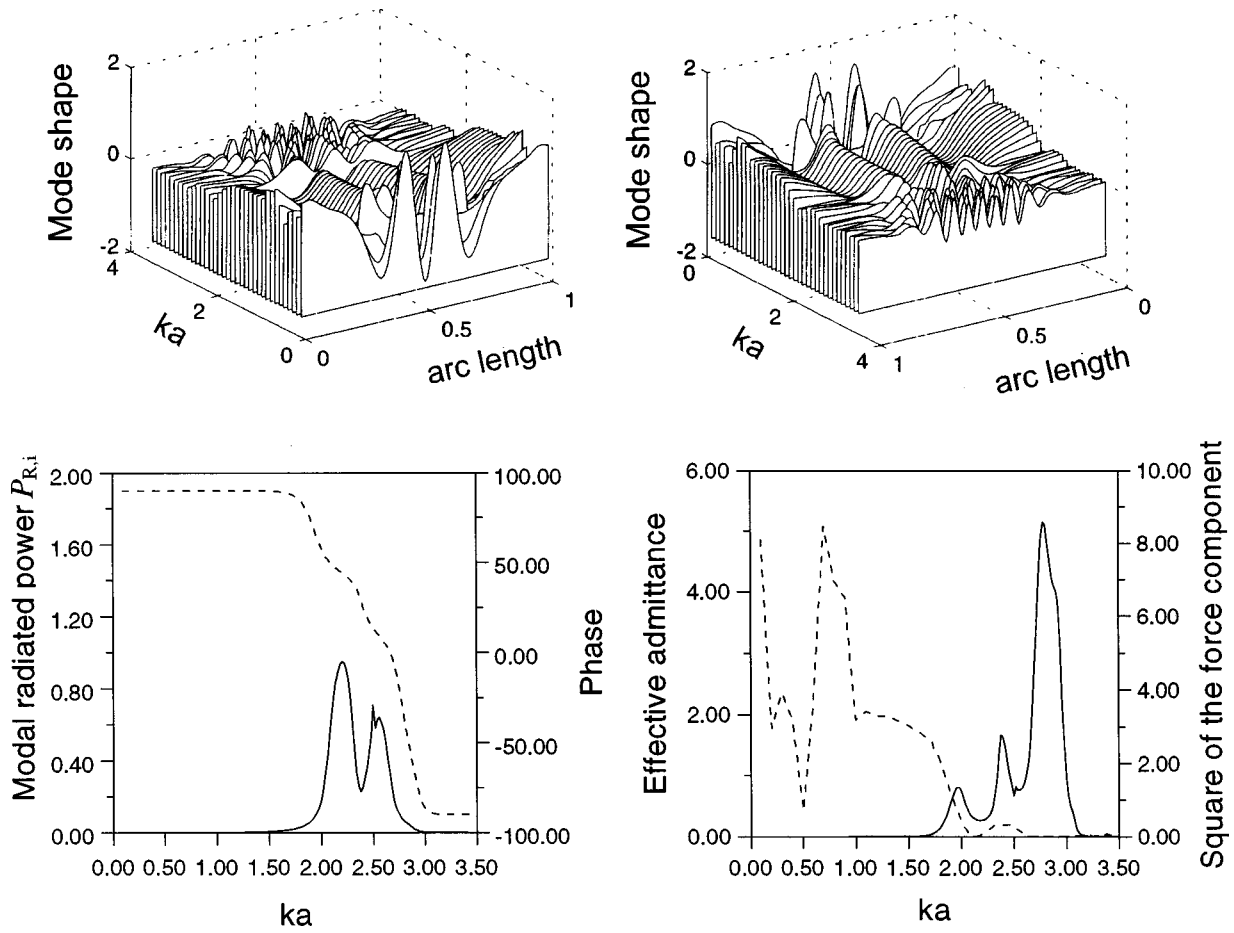 Mode shape
2
0
-2
4
2
0
ka
0
0.5
1
arc length
Mode shape
2
0
-2
0
2
4
ka
1
0.5
0
arc length
Modal radiated power P_R,i
2.00
1.60
1.20
0.80
0.40
0.00
100.00
50.00
0.00
-50.00
-100.00
Phase
0.00 0.50 1.00 1.50 2.00 2.50 3.00 3.50
ka
Effective admittance
6.00
4.00
2.00
0.00
10.00
8.00
6.00
4.00
2.00
0.00
Square of the force component
0.00 0.50 1.00 1.50 2.00 2.50 3.00 3.50
ka